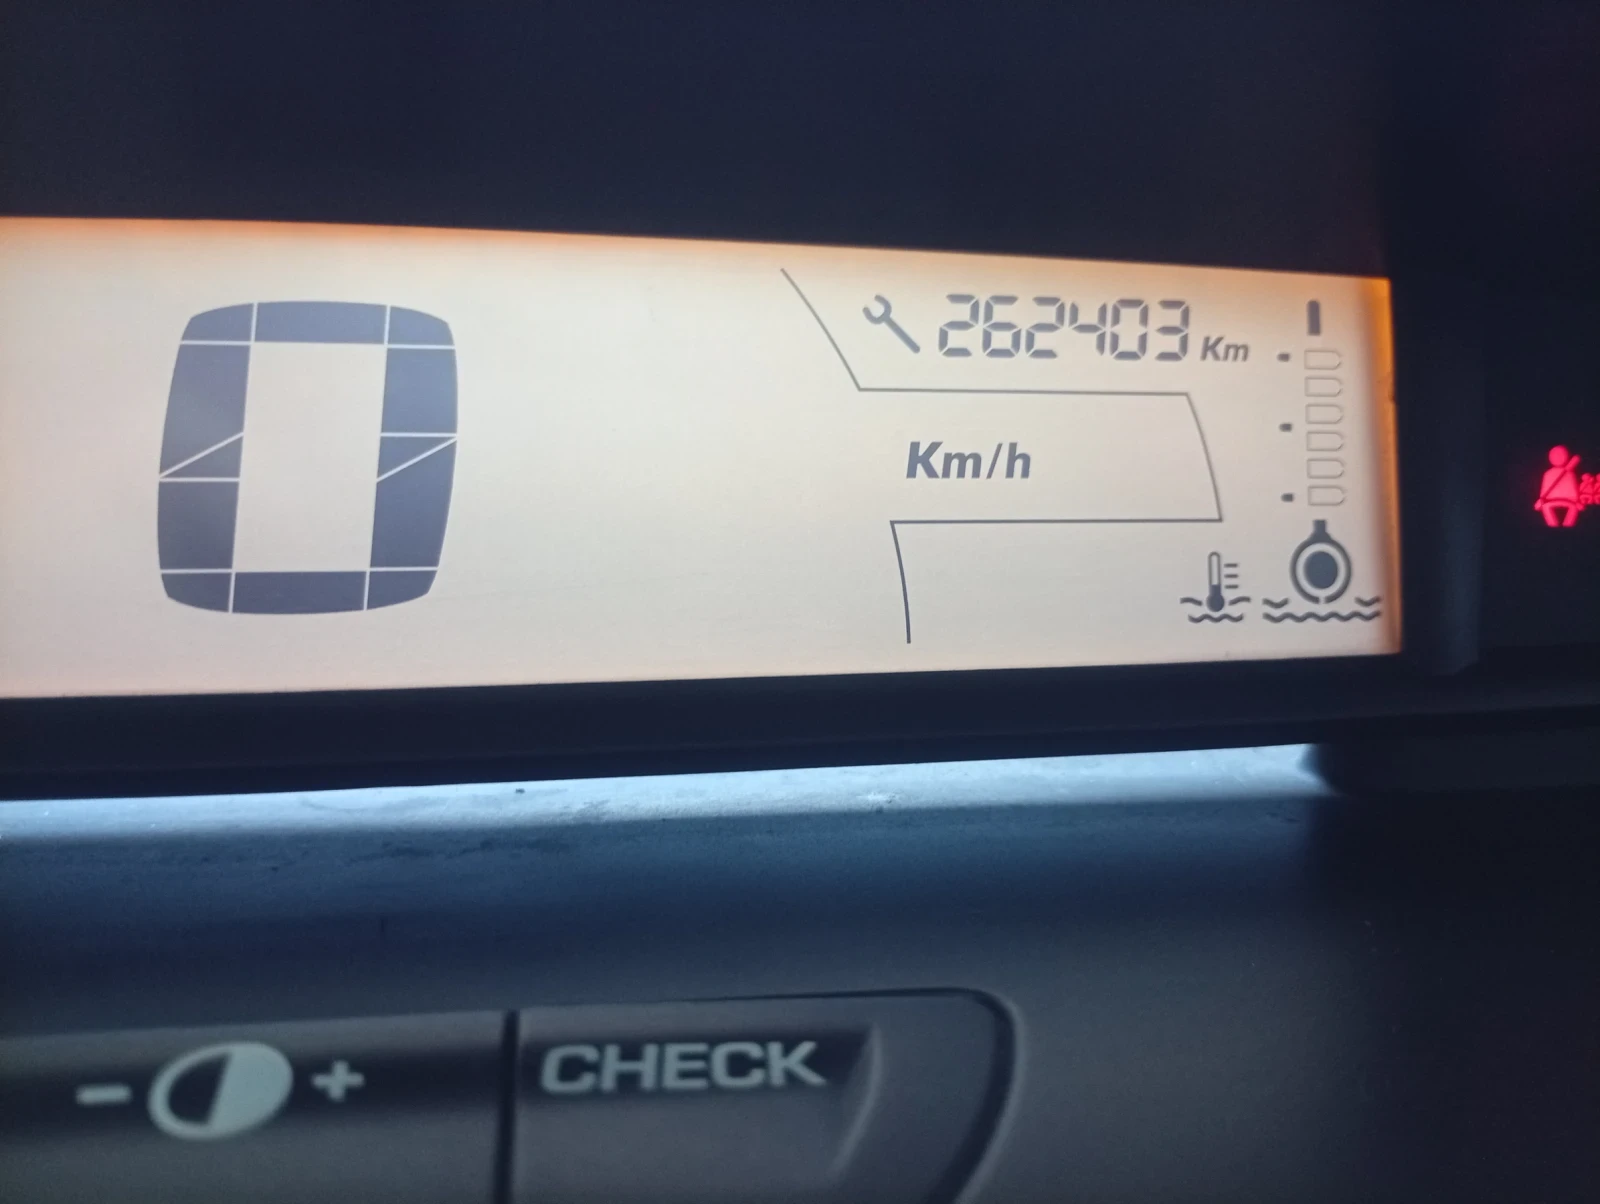 262403 Km
0
Km/h
- +
CHECK